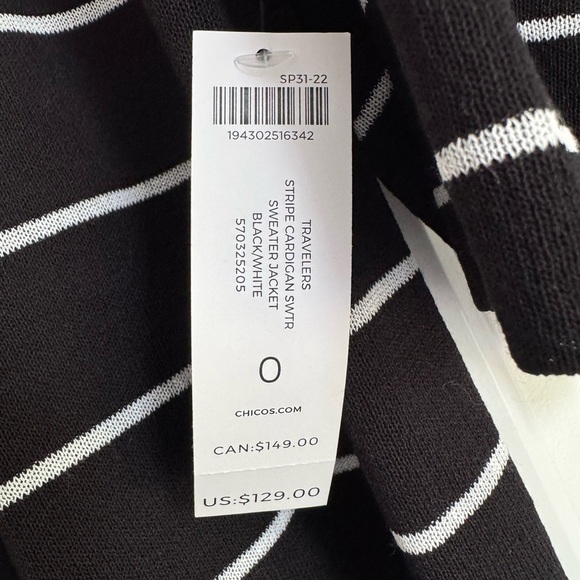 SP31-22
194302516342
TRAVELERS
STRIPE CARDIGAN SWTR
SWEATER JACKET
BLACK/WHITE
570325205
0
CHICOS.COM
CAN:$149.00
US:$129.00